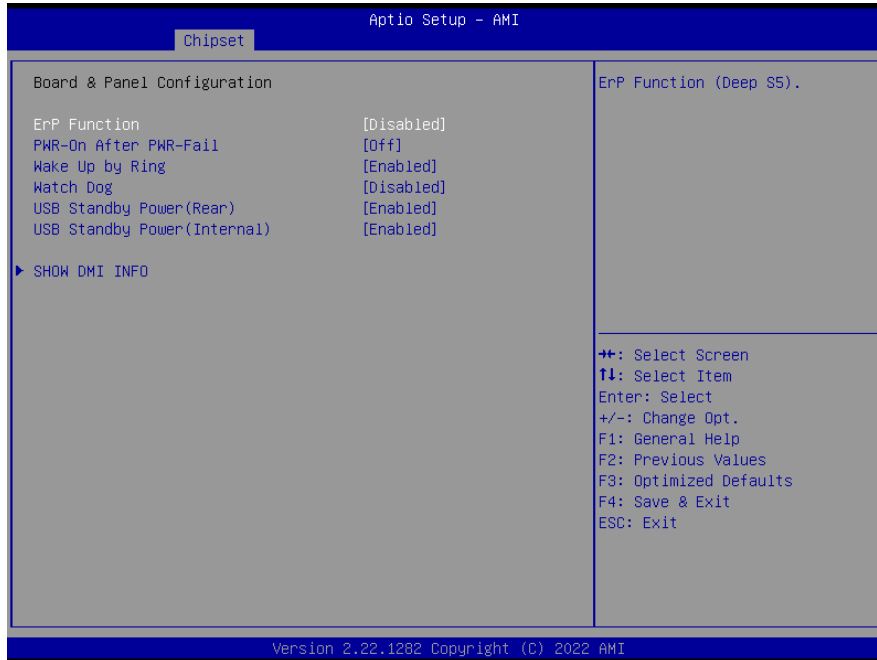 Aptio Setup - AMI
Chipset
Board & Panel Configuration
ErP Function [Disabled]
PWR-On After PWR-Fail [Off]
Wake Up by Ring [Enabled]
Watch Dog [Disabled]
USB Standby Power(Rear) [Enabled]
USB Standby Power(Internal) [Enabled]
▶ SHOW DMI INFO
ErP Function (Deep S5).
→←: Select Screen
↑↓: Select Item
Enter: Select
+/-: Change Opt.
F1: General Help
F2: Previous Values
F3: Optimized Defaults
F4: Save & Exit
ESC: Exit
Version 2.22.1282 Copyright (C) 2022 AMI